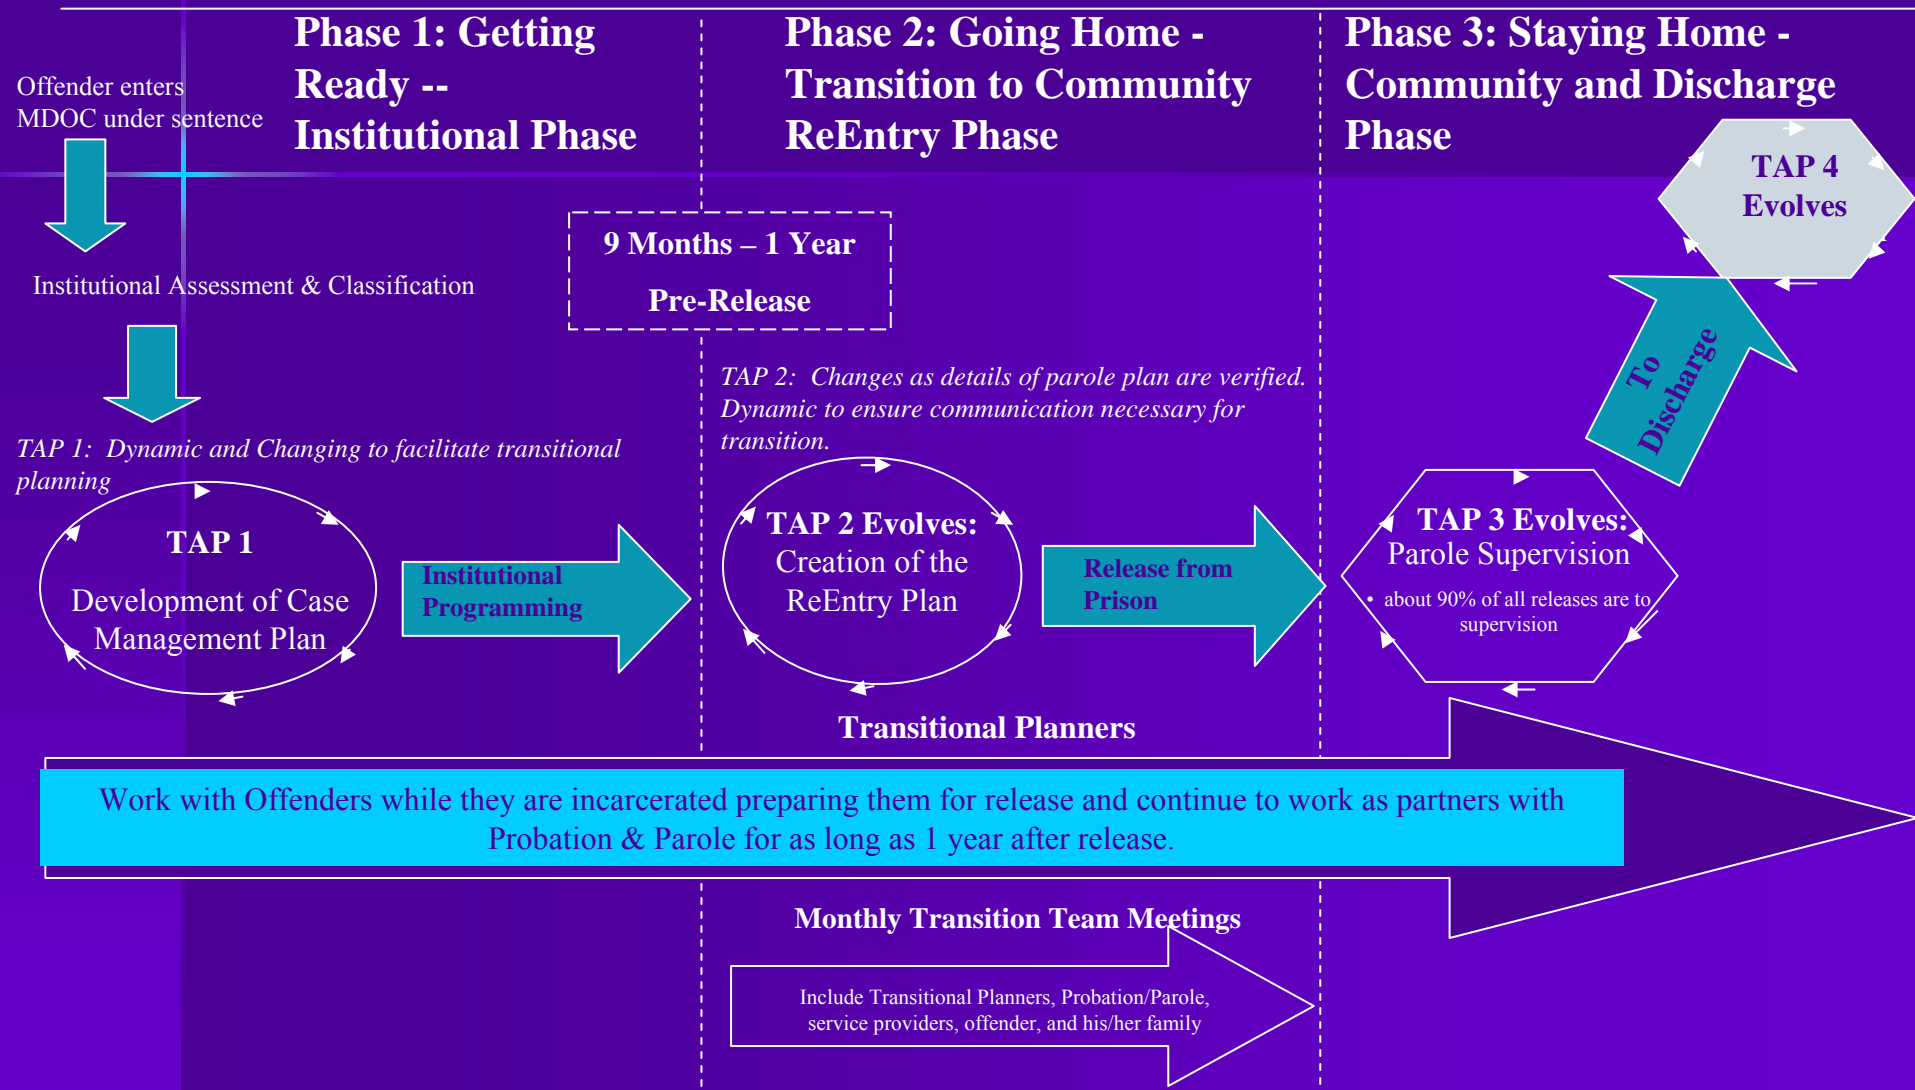 Phase 1: Getting
Ready --
Institutional Phase
Phase 2: Going Home -
Transition to Community
ReEntry Phase
Phase 3: Staying Home -
Community and Discharge
Phase
Offender enters
MDOC under sentence
Institutional Assessment & Classification
9 Months – 1 Year
Pre-Release
TAP 1: Dynamic and Changing to facilitate transitional
planning
TAP 1
Development of Case
Management Plan
Institutional
Programming
TAP 2: Changes as details of parole plan are verified.
Dynamic to ensure communication necessary for
transition.
TAP 2 Evolves:
Creation of the
ReEntry Plan
Release from
Prison
TAP 3 Evolves:
Parole Supervision
• about 90% of all releases are to
supervision
To
Discharge
TAP 4
Evolves
Transitional Planners
Work with Offenders while they are incarcerated preparing them for release and continue to work as partners with
Probation & Parole for as long as 1 year after release.
Monthly Transition Team Meetings
Include Transitional Planners, Probation/Parole,
service providers, offender, and his/her family